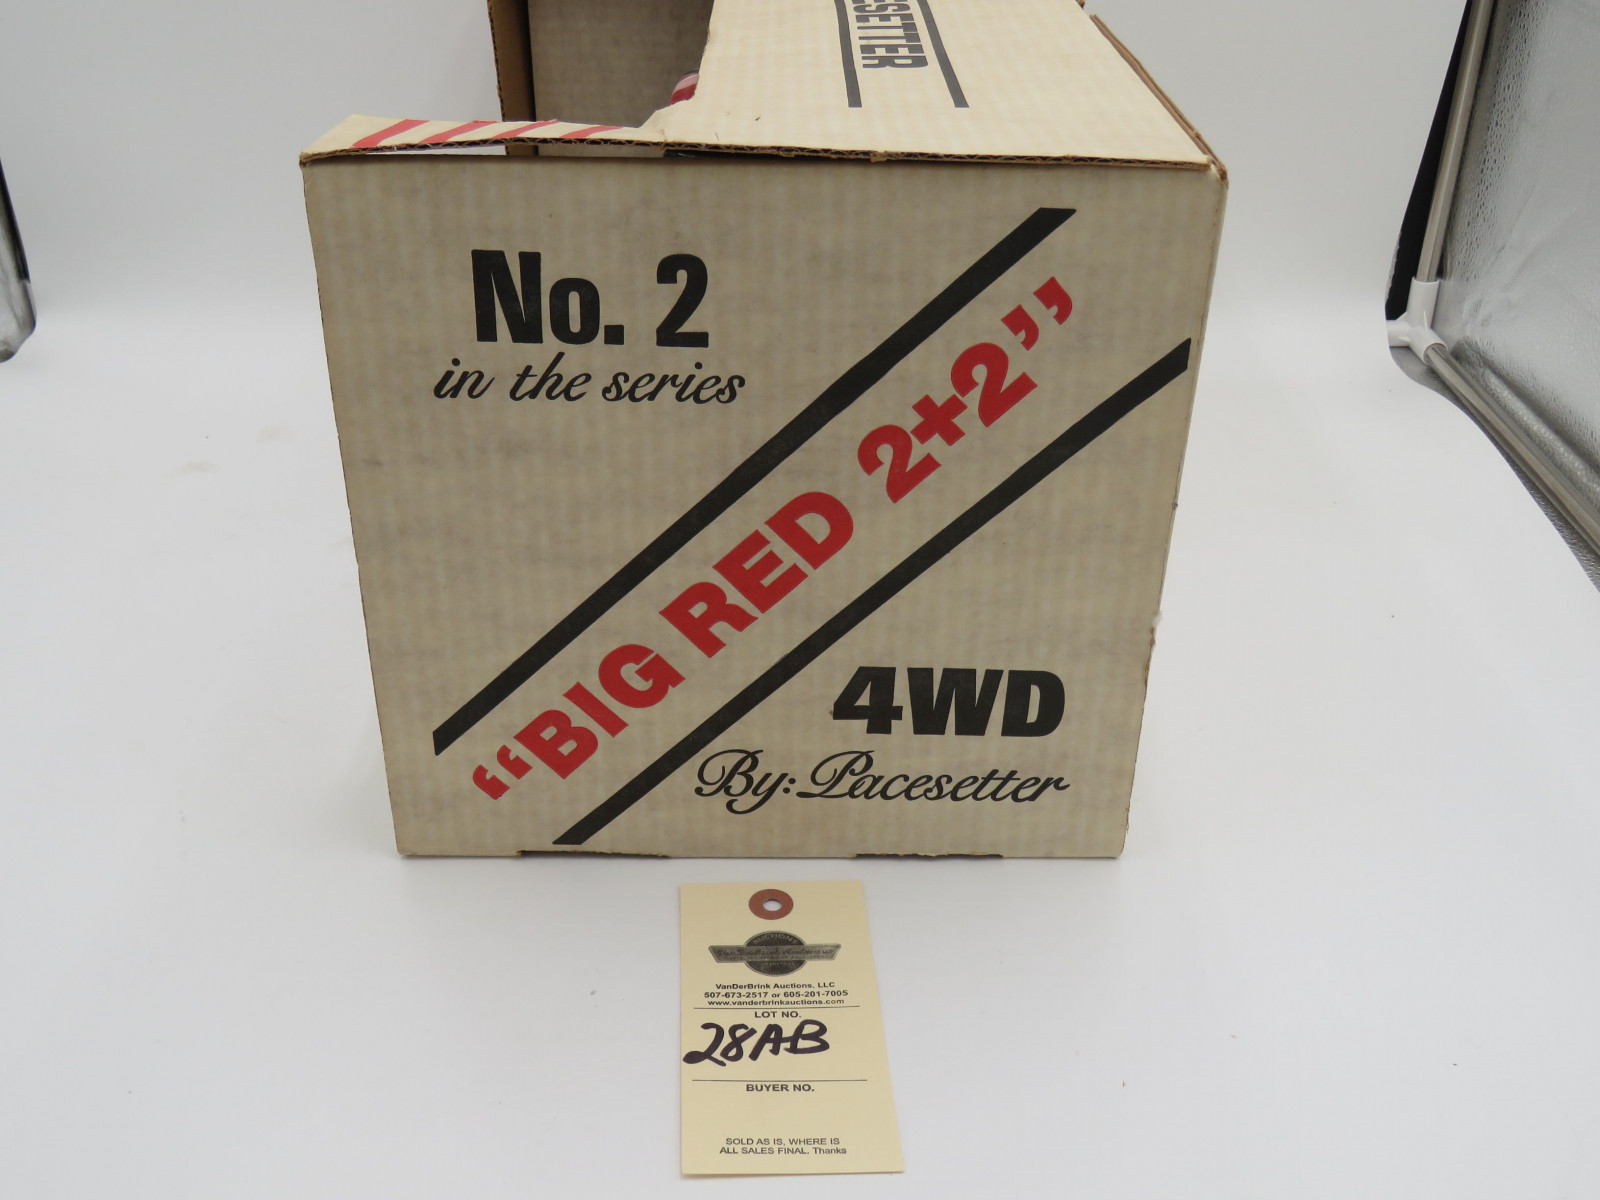 ESETTER
No. 2
in the series
“BIG RED 2+2”
4WD
By: Pacesetter
AUCTIONS
VanDerBrink Auctions, LLC
507-673-2517 or 605-201-7005
www.vanderbrinkauctions.com
LOT NO.
28AB
BUYER NO.
SOLD AS IS, WHERE IS
ALL SALES FINAL. Thanks